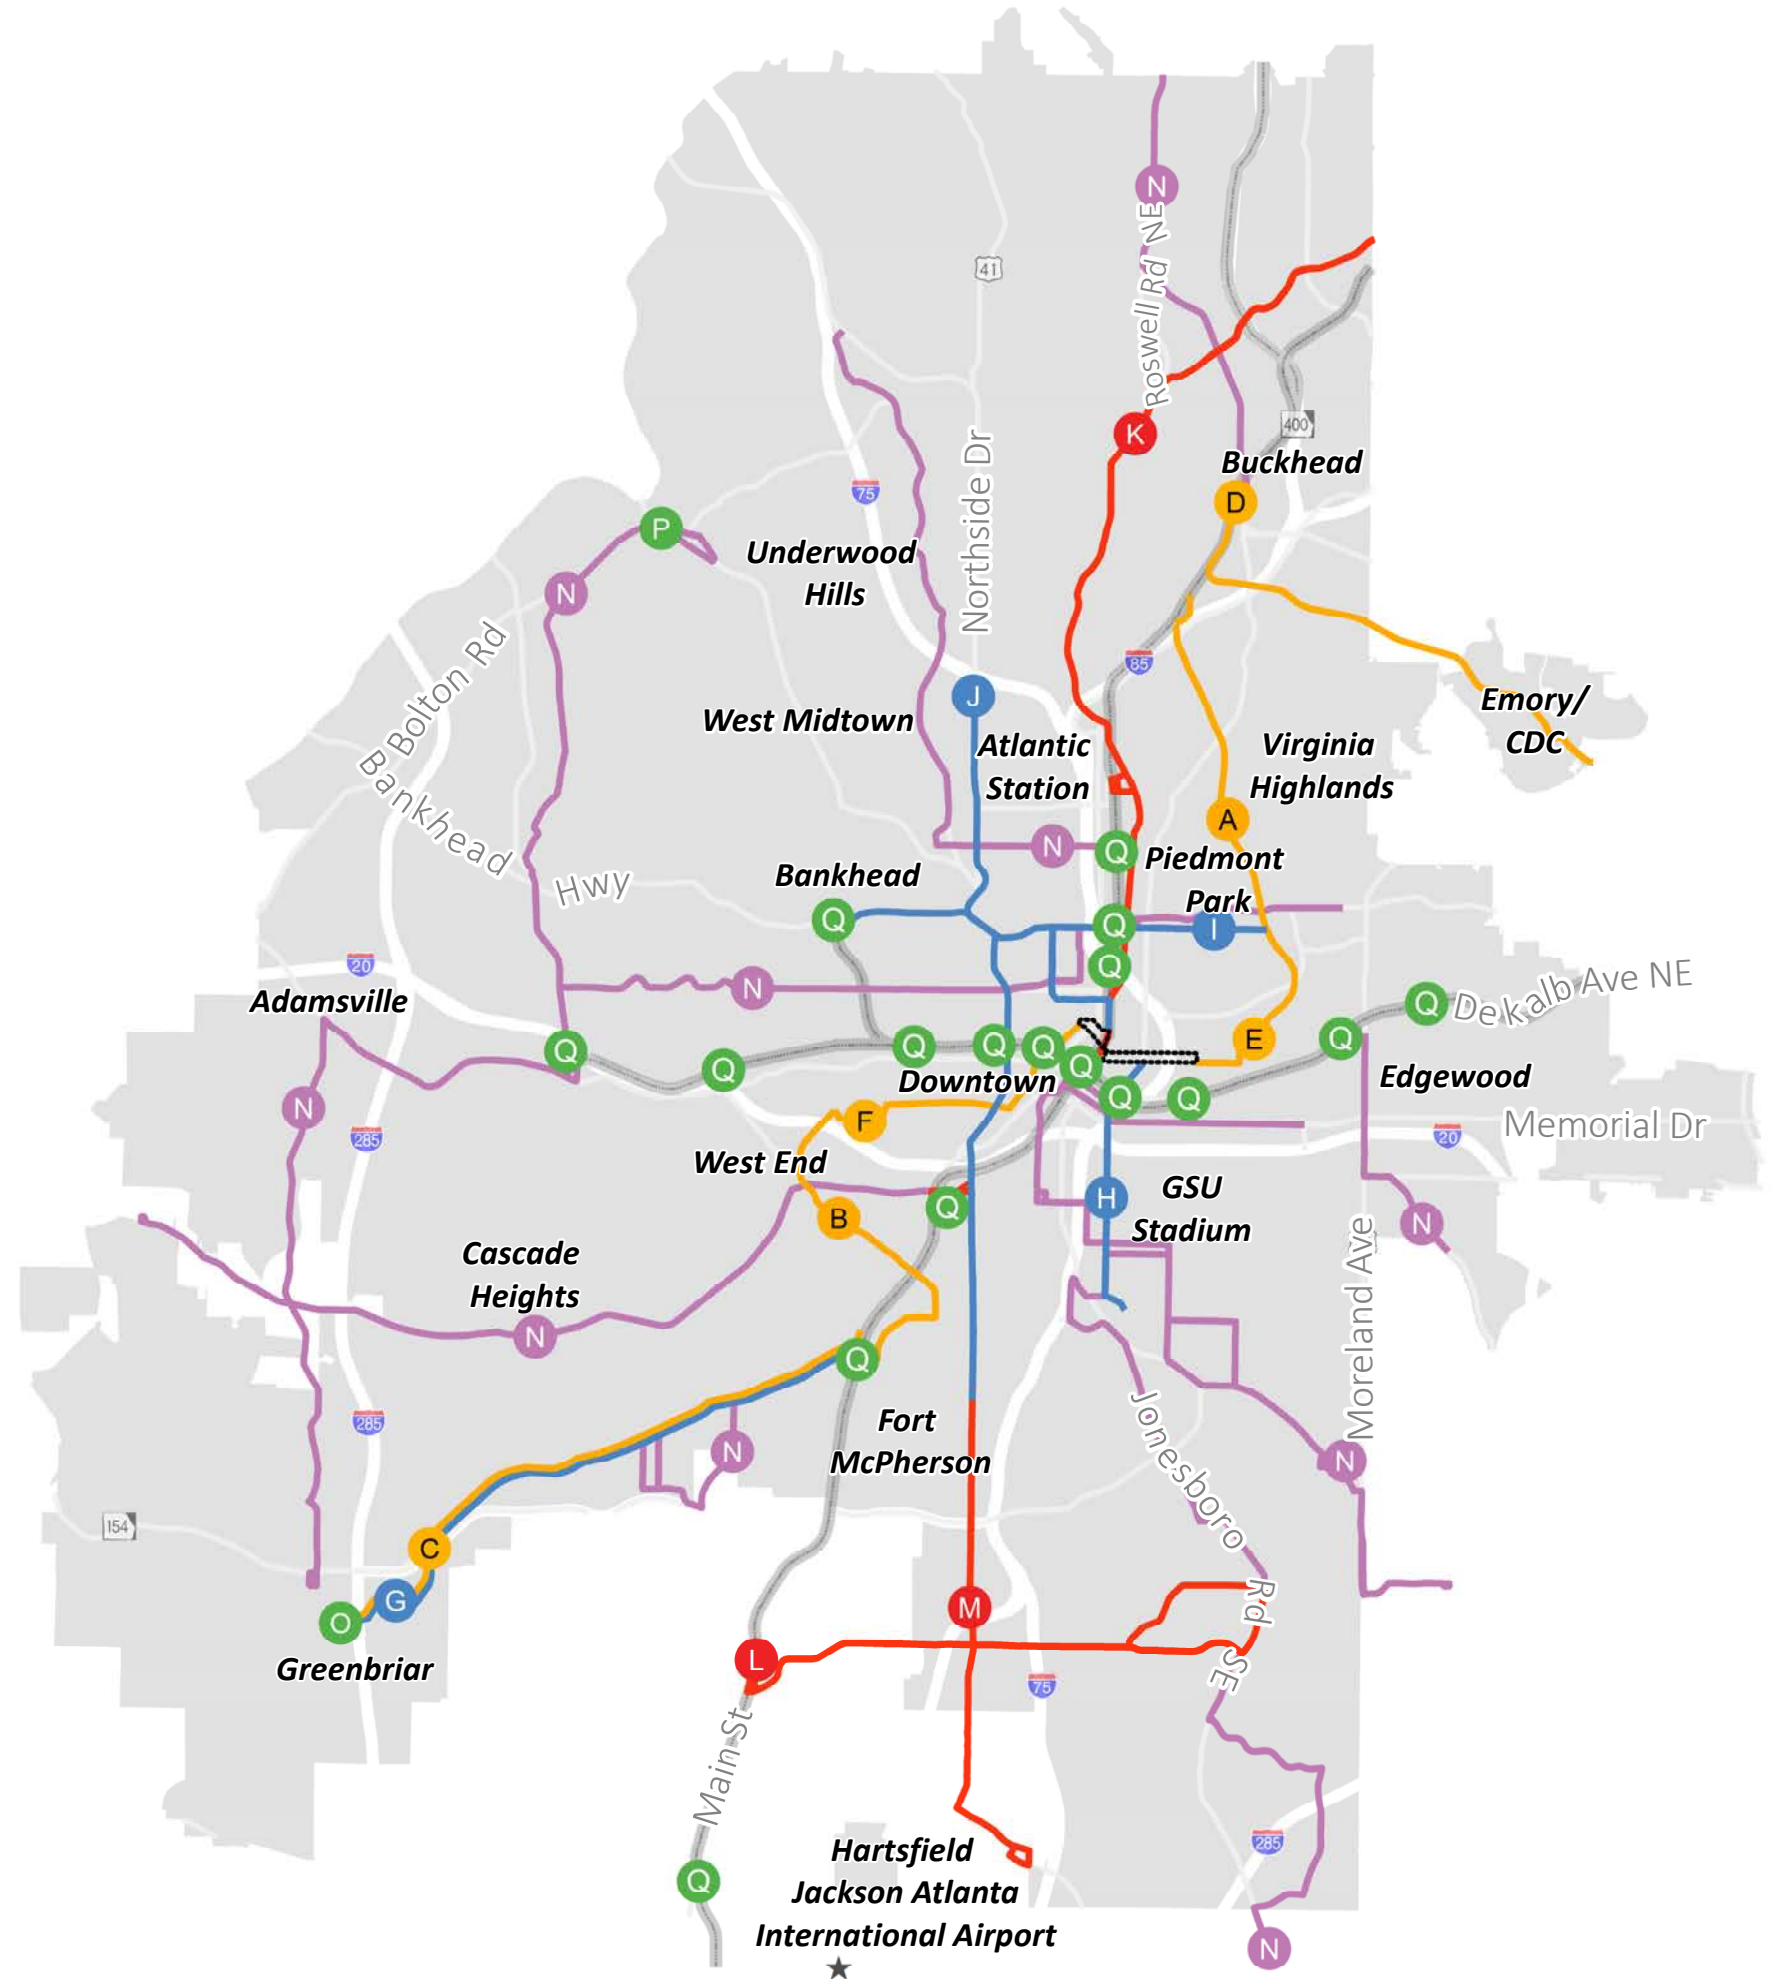 N
Roswell Rd NE
41
K
400
Buckhead
D
75
Northside Dr
P
Underwood
Hills
N
Bolton Rd
85
J
Emory/
CDC
West Midtown
Atlantic
Station
Virginia
Highlands
Bankhead Hwy
A
N
Q
Piedmont
Park
Bankhead
Q
Q
I
Q
20
Adamsville
N
Q
Dekalb Ave NE
Q
Q
Q
Q
Q
Q
E
Q
Q
Downtown
Edgewood
Q
Q
N
F
285
20
Memorial Dr
West End
B
Q
H
GSU
Stadium
N
Cascade
Heights
N
Moreland Ave
Q
285
Fort
McPherson
N
Jonesboro Rd SE
N
154
C
G
O
Greenbriar
M
L
75
Main St
285
Q
Hartsfield
Jackson Atlanta
International Airport
N